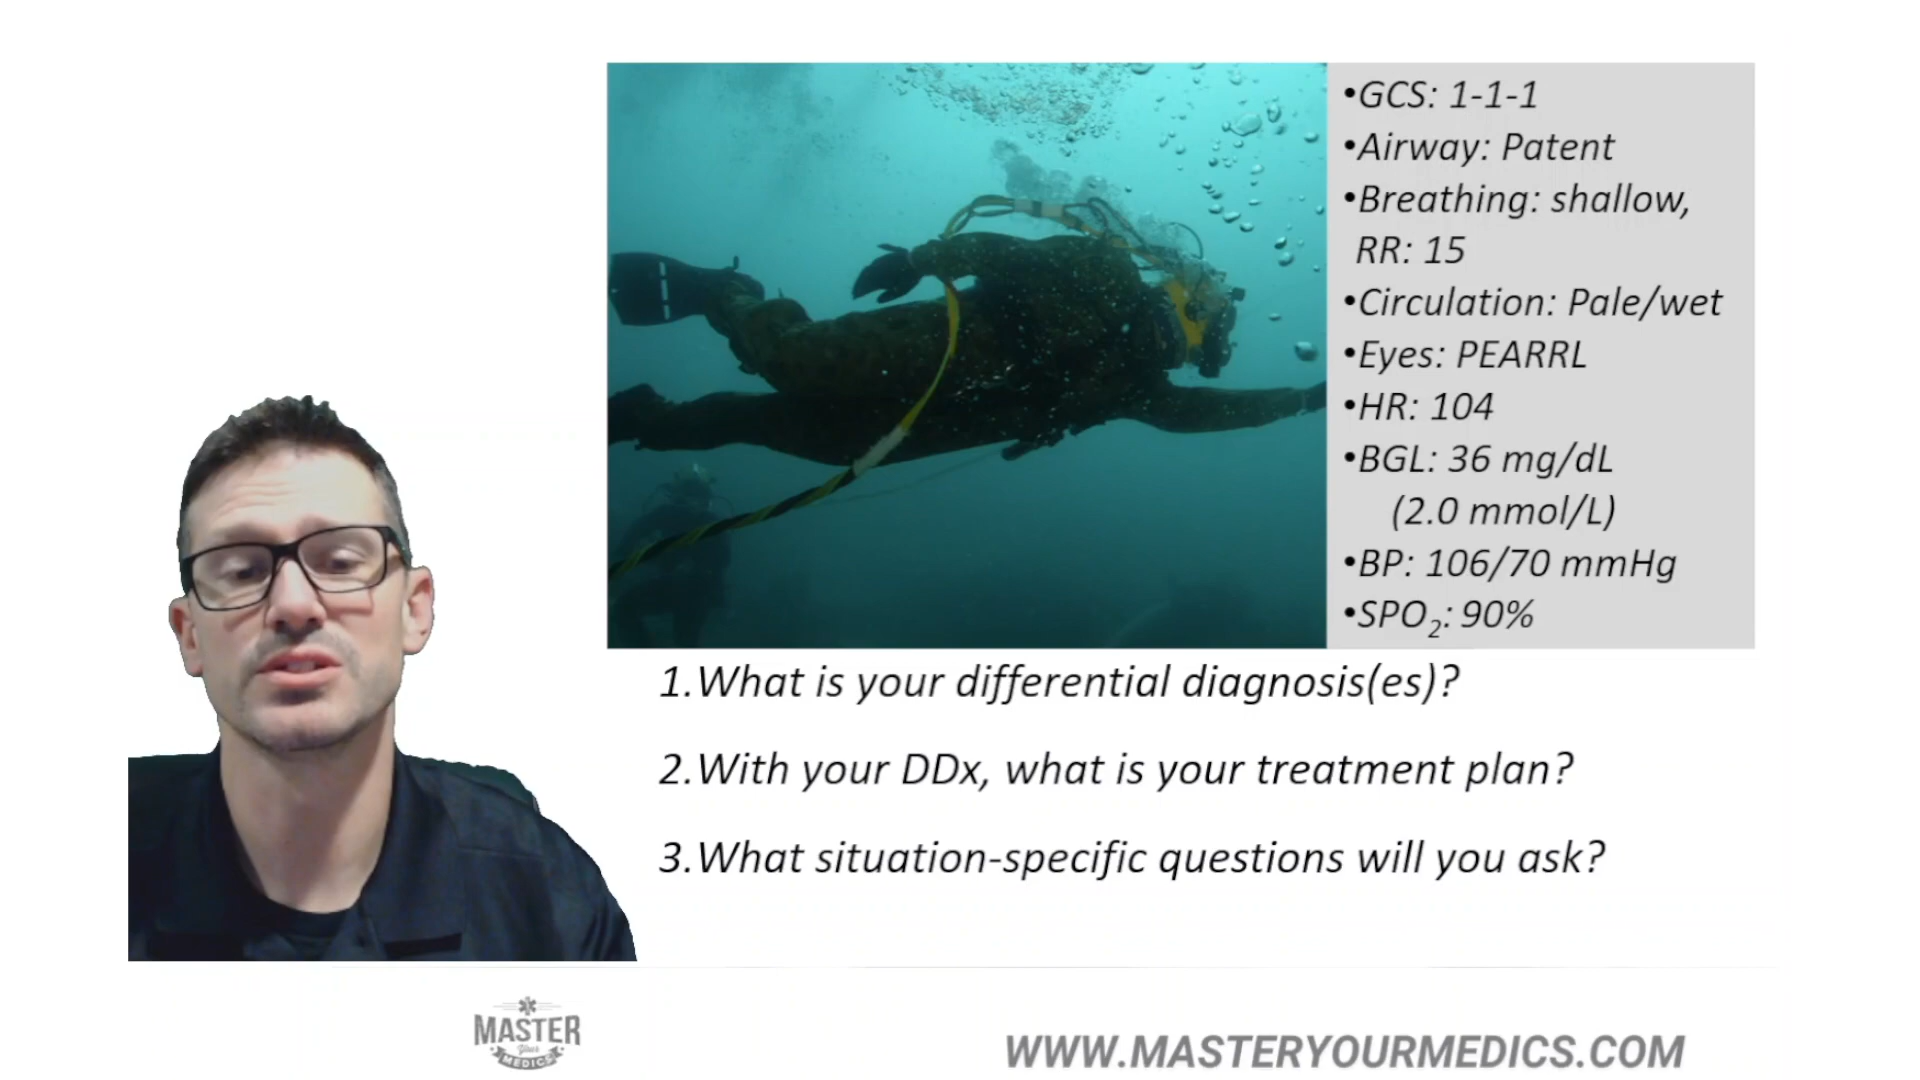 •GCS: 1-1-1
•Airway: Patent
•Breathing: shallow,
RR: 15
•Circulation: Pale/wet
•Eyes: PEARRL
•HR: 104
•BGL: 36 mg/dL
(2.0 mmol/L)
•BP: 106/70 mmHg
•SPO₂: 90%
1.What is your differential diagnosis(es)?
2.With your DDx, what is your treatment plan?
3.What situation-specific questions will you ask?
MASTER
Your
MEDICS
WWW.MASTERYOURMEDICS.COM